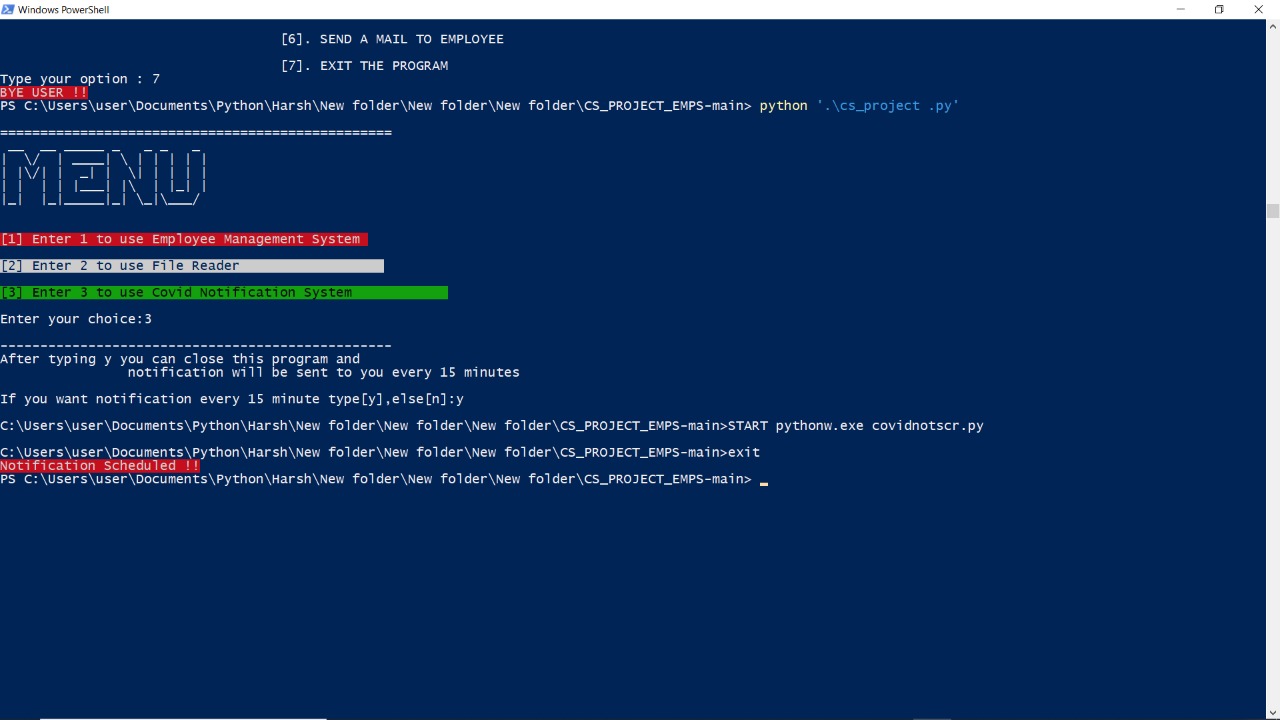 Windows PowerShell
[6]. SEND A MAIL TO EMPLOYEE
[7]. EXIT THE PROGRAM
Type your option : 7
BYE USER !!
PS C:\Users\user\Documents\Python\Harsh\New folder\New folder\New folder\CS_PROJECT_EMPS-main> python '.\cs_project .py'
=================================================
MENU
[1] Enter 1 to use Employee Management System
[2] Enter 2 to use File Reader
[3] Enter 3 to use Covid Notification System
Enter your choice:3
-------------------------------------------------
After typing y you can close this program and
notification will be sent to you every 15 minutes
If you want notification every 15 minute type[y],else[n]:y
C:\Users\user\Documents\Python\Harsh\New folder\New folder\New folder\CS_PROJECT_EMPS-main>START pythonw.exe covidnotscr.py
C:\Users\user\Documents\Python\Harsh\New folder\New folder\New folder\CS_PROJECT_EMPS-main>exit
Notification Scheduled !!
PS C:\Users\user\Documents\Python\Harsh\New folder\New folder\New folder\CS_PROJECT_EMPS-main>